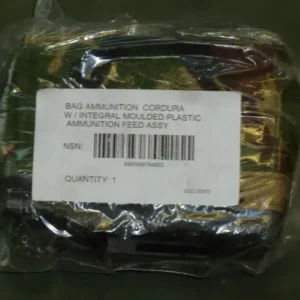 BAG AMMUNITION CORDURA
W / INTEGRAL MOULDED PLASTIC
AMMUNITION FEED ASSY
NSN:
QUANTITY: 1